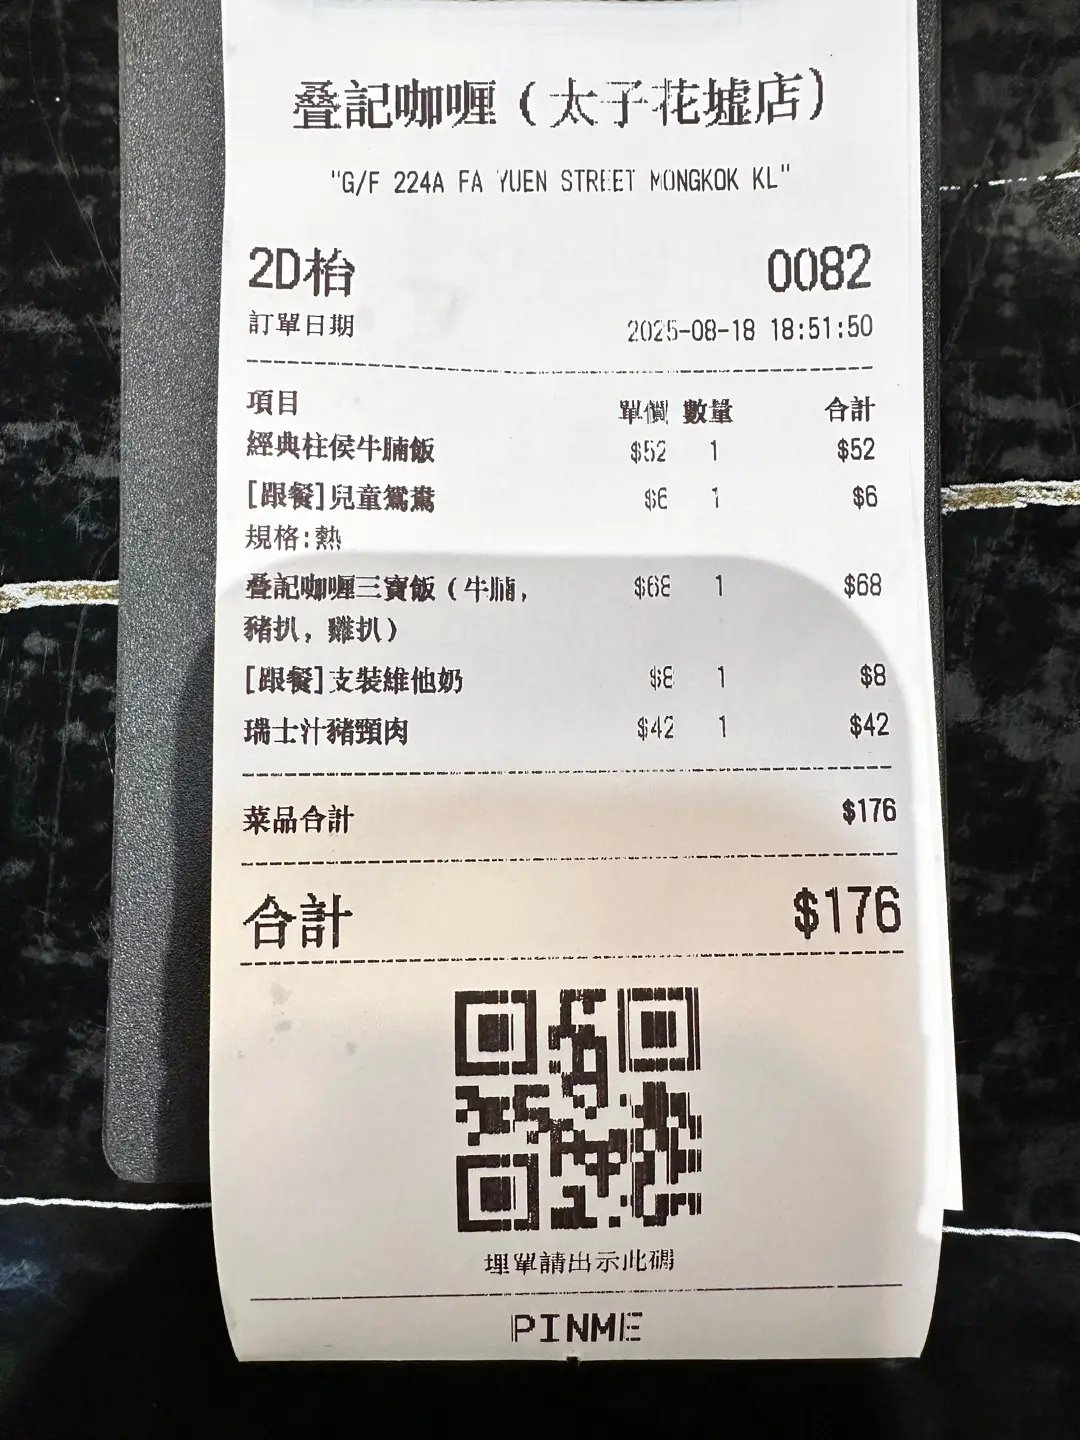 叠記咖喱（太子花墟店）
"G/F 224A FA YUEN STREET MONGKOK KL"
2D枱 0082
訂單日期 2025-08-18 18:51:50
項目 單價 數量 合計
經典柱侯牛腩飯 $52 1 $52
[跟餐]兒童鴛鴦 $6 1 $6
規格:熱
叠記咖喱三寶飯（牛腩, $68 1 $68
豬扒, 雞扒）
[跟餐]支裝維他奶 $8 1 $8
瑞士汁豬頸肉 $42 1 $42
菜品合計 $176
合計 $176
埋單請出示此碼
PINME